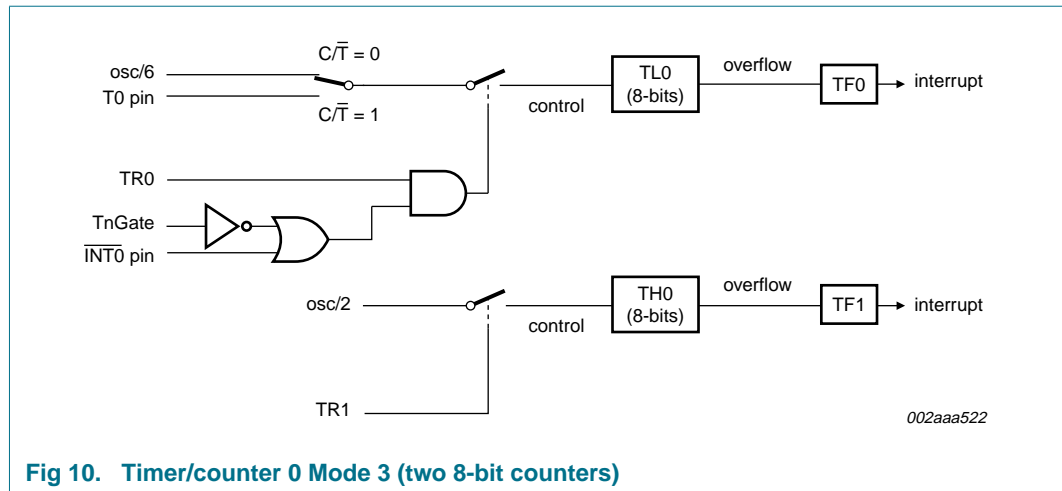 C/T̅ = 0
osc/6
T0 pin
C/T̅ = 1
TL0
(8-bits)
overflow
TF0
interrupt
control
TR0
TnGate
I̅N̅T̅0̅ pin
osc/2
TH0
(8-bits)
overflow
TF1
interrupt
control
TR1
002aaa522
Fig 10. Timer/counter 0 Mode 3 (two 8-bit counters)